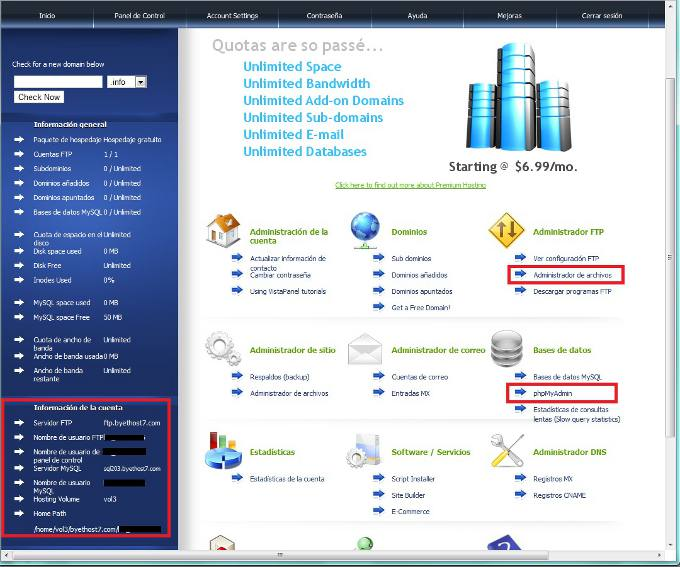 Inicio Panel de Control Account Settings Contraseña Ayuda Mejoras Cerrar sesión
Check for a new domain below
.info
Check Now
Información general
Paquete de hospedaje Hospedaje gratuito
Cuentas FTP 1 / 1
Subdominios 0 / Unlimited
Dominios añadidos 0 / Unlimited
Dominios apuntados 0 / Unlimited
Bases de datos MySQL 0 / Unlimited
Cuota de espado en el Unlimited
disco
Disk space used 0 MB
Disk Free Unlimited
Inodes Used 0%
MySQL space used 0 MB
MySQL space Free 50 MB
Cuota de ancho de Unlimited
banda
Ancho de banda usada 0 MB
Ancho de banda Unlimited
restante
Información de la cuenta
Servidor FTP ftp.byethost7.com
Nombre de usuario FTP
Nombre de usuario de
panel de control
Servidor MySQL sql203.byethost7.com
Nombre de usuario
MySQL
Hosting Volume vol3
Home Path
/home/vol3/byethost7.com/
Quotas are so passé...
Unlimited Space
Unlimited Bandwidth
Unlimited Add-on Domains
Unlimited Sub-domains
Unlimited E-mail
Unlimited Databases
Starting @ $6.99/mo.
Click here to find out more about Premium Hosting
Administración de la
cuenta
Actualizar información de
contacto
Cambiar contraseña
Using VistaPanel tutorials
Dominios
Sub dominios
Dominios añadidos
Dominios apuntados
Get a Free Domain!
Administrador FTP
Ver configuración FTP
Administrador de archivos
Descargar programas FTP
Administrador de sitio
Respaldos (backup)
Administrador de archivos
Administrador de correo
Cuentas de correo
Entradas MX
Bases de datos
Bases de datos MySQL
phpMyAdmin
Estadísticas de consultas
lentas (Slow query statistics)
Estadísticas
Estadísticas de la cuenta
Software / Servicios
Script Installer
Site Builder
E-Commerce
Administrador DNS
Registros MX
Registros CNAME